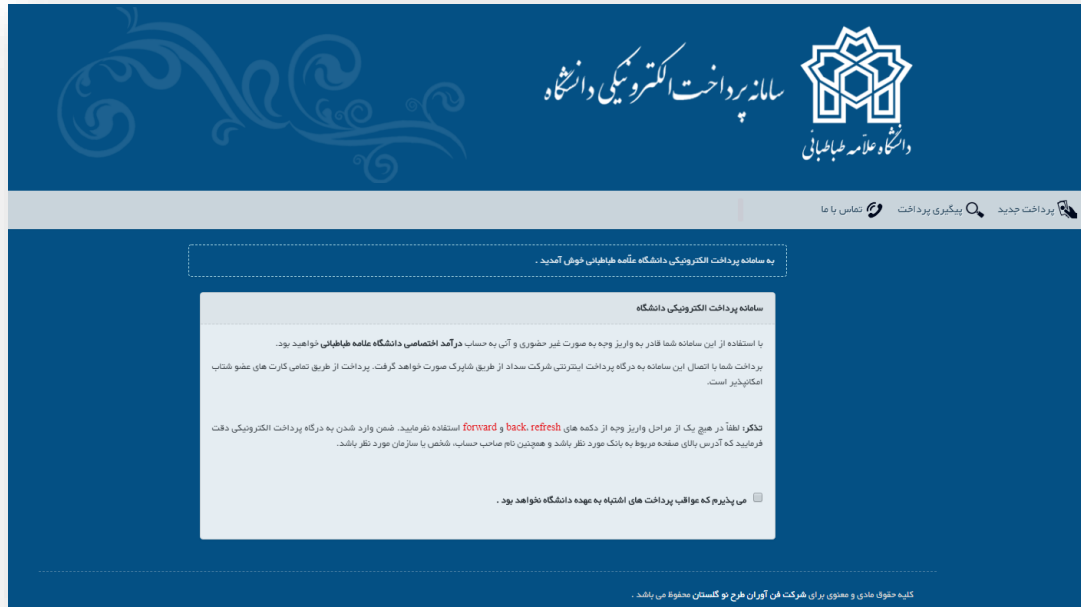 سامانه پرداخت الکترونیکی دانشگاه
دانشگاه علاّمه طباطبائی
پرداخت جدید
پیگیری پرداخت
تماس با ما
به سامانه پرداخت الکترونیکی دانشگاه علّامه طباطبائی خوش آمدید .
سامانه پرداخت الکترونیکی دانشگاه
با استفاده از این سامانه شما قادر به واریز وجه به صورت غیر حضوری و آنی به حساب درآمد اختصاصی دانشگاه علامه طباطبائی خواهید بود.
پرداخت شما با اتصال این سامانه به درگاه پرداخت اینترنتی شرکت سداد از طریق شاپرک صورت خواهد گرفت. پرداخت از طریق تمامی کارت های عضو شتاب
امکانپذیر است.
تذکر: لطفاً در هیچ یک از مراحل واریز وجه از دکمه های back، refresh و forward استفاده نفرمایید. ضمن وارد شدن به درگاه پرداخت الکترونیکی دقت
فرمایید که آدرس بالای صفحه مربوط به بانک مورد نظر باشد و همچنین نام صاحب حساب، شخص یا سازمان مورد نظر باشد.
می پذیرم که عواقب پرداخت های اشتباه به عهده دانشگاه نخواهد بود .
کلیه حقوق مادی و معنوی برای شرکت فن آوران طرح نو گلستان محفوظ می باشد .